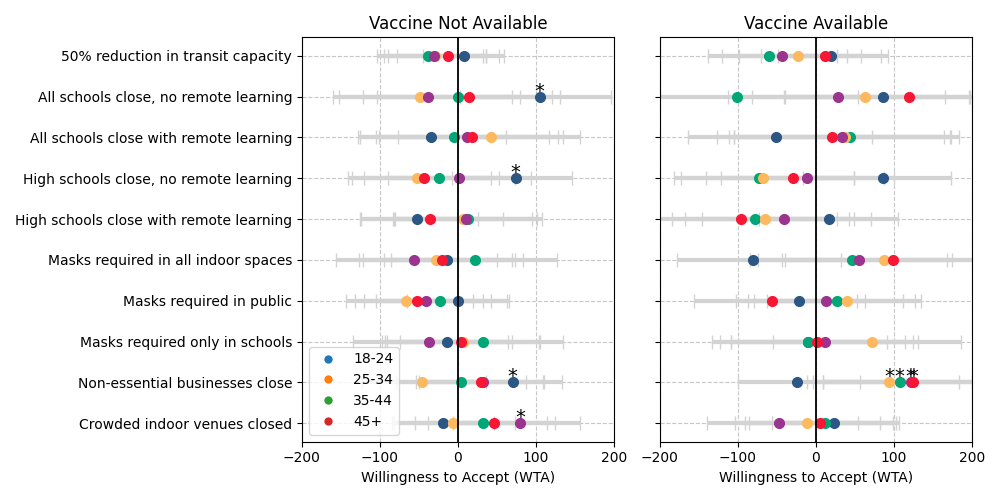 Vaccine Not Available
Vaccine Available
50% reduction in transit capacity
All schools close, no remote learning
*
All schools close with remote learning
High schools close, no remote learning
*
High schools close with remote learning
Masks required in all indoor spaces
Masks required in public
Masks required only in schools
Non-essential businesses close
*
* * * *
Crowded indoor venues closed
*
18-24
25-34
35-44
45+
−200 −100 0 100 200
−200 −100 0 100 200
Willingness to Accept (WTA)
Willingness to Accept (WTA)